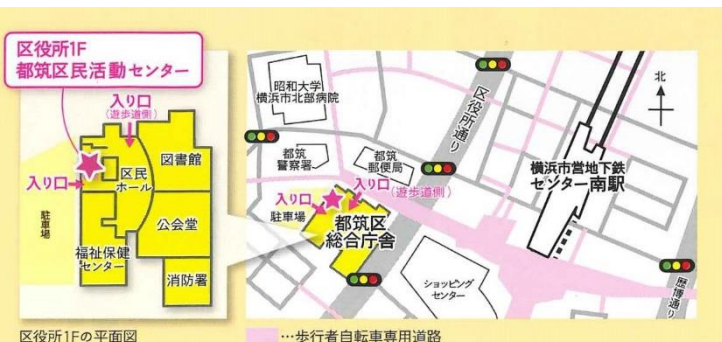 区役所1F
都筑区民活動センター
入り口
(遊歩道側)
図書館
区民
ホール
入り口
駐車場
公会堂
福祉保健
センター
消防署
区役所1Fの平面図
昭和大学
横浜市北部病院
区役所通り
北
都筑
警察署
都筑
郵便局
横浜市営地下鉄
センター南駅
入り口
入り口
(遊歩道側)
駐車場
都筑区
総合庁舎
ショッピング
センター
歴博通り
…歩行者自転車専用道路